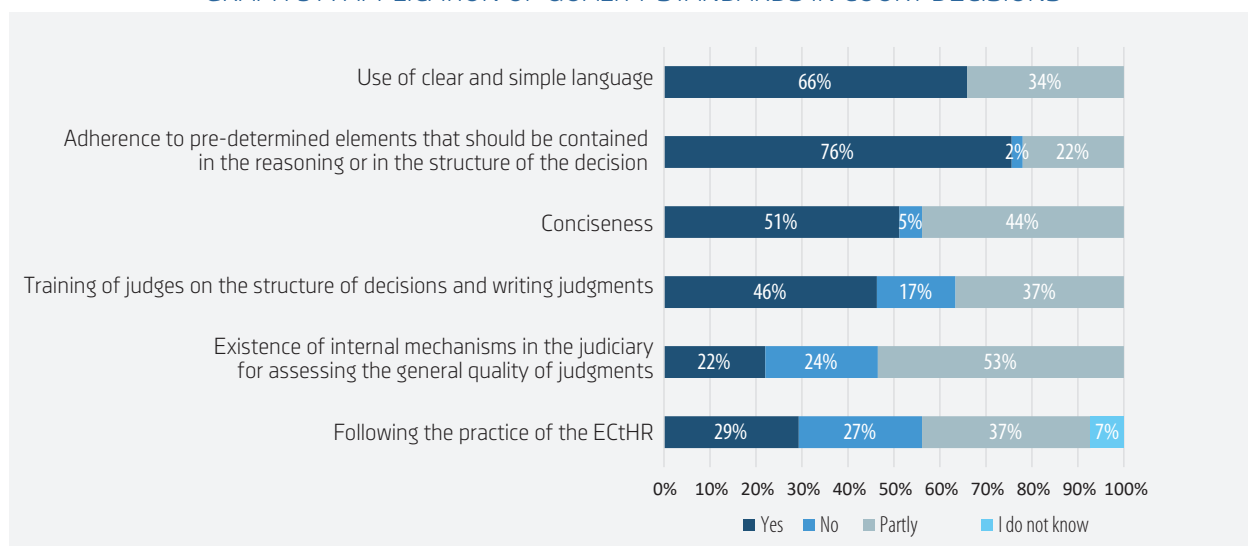 Use of clear and simple language
66% 34%
Adherence to pre-determined elements that should be contained
in the reasoning or in the structure of the decision
76% 2% 22%
Conciseness
51% 5% 44%
Training of judges on the structure of decisions and writing judgments
46% 17% 37%
Existence of internal mechanisms in the judiciary
for assessing the general quality of judgments
22% 24% 53%
Following the practice of the ECtHR
29% 27% 37% 7%
0% 10% 20% 30% 40% 50% 60% 70% 80% 90% 100%
Yes No Partly I do not know